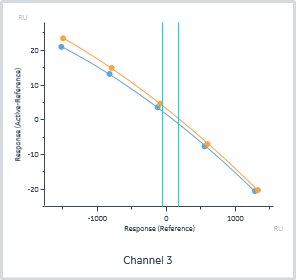 RU
20
10
0
-10
-20
Response (Active-Reference)
-1000 0 1000
Response (Reference)
RU
Channel 3